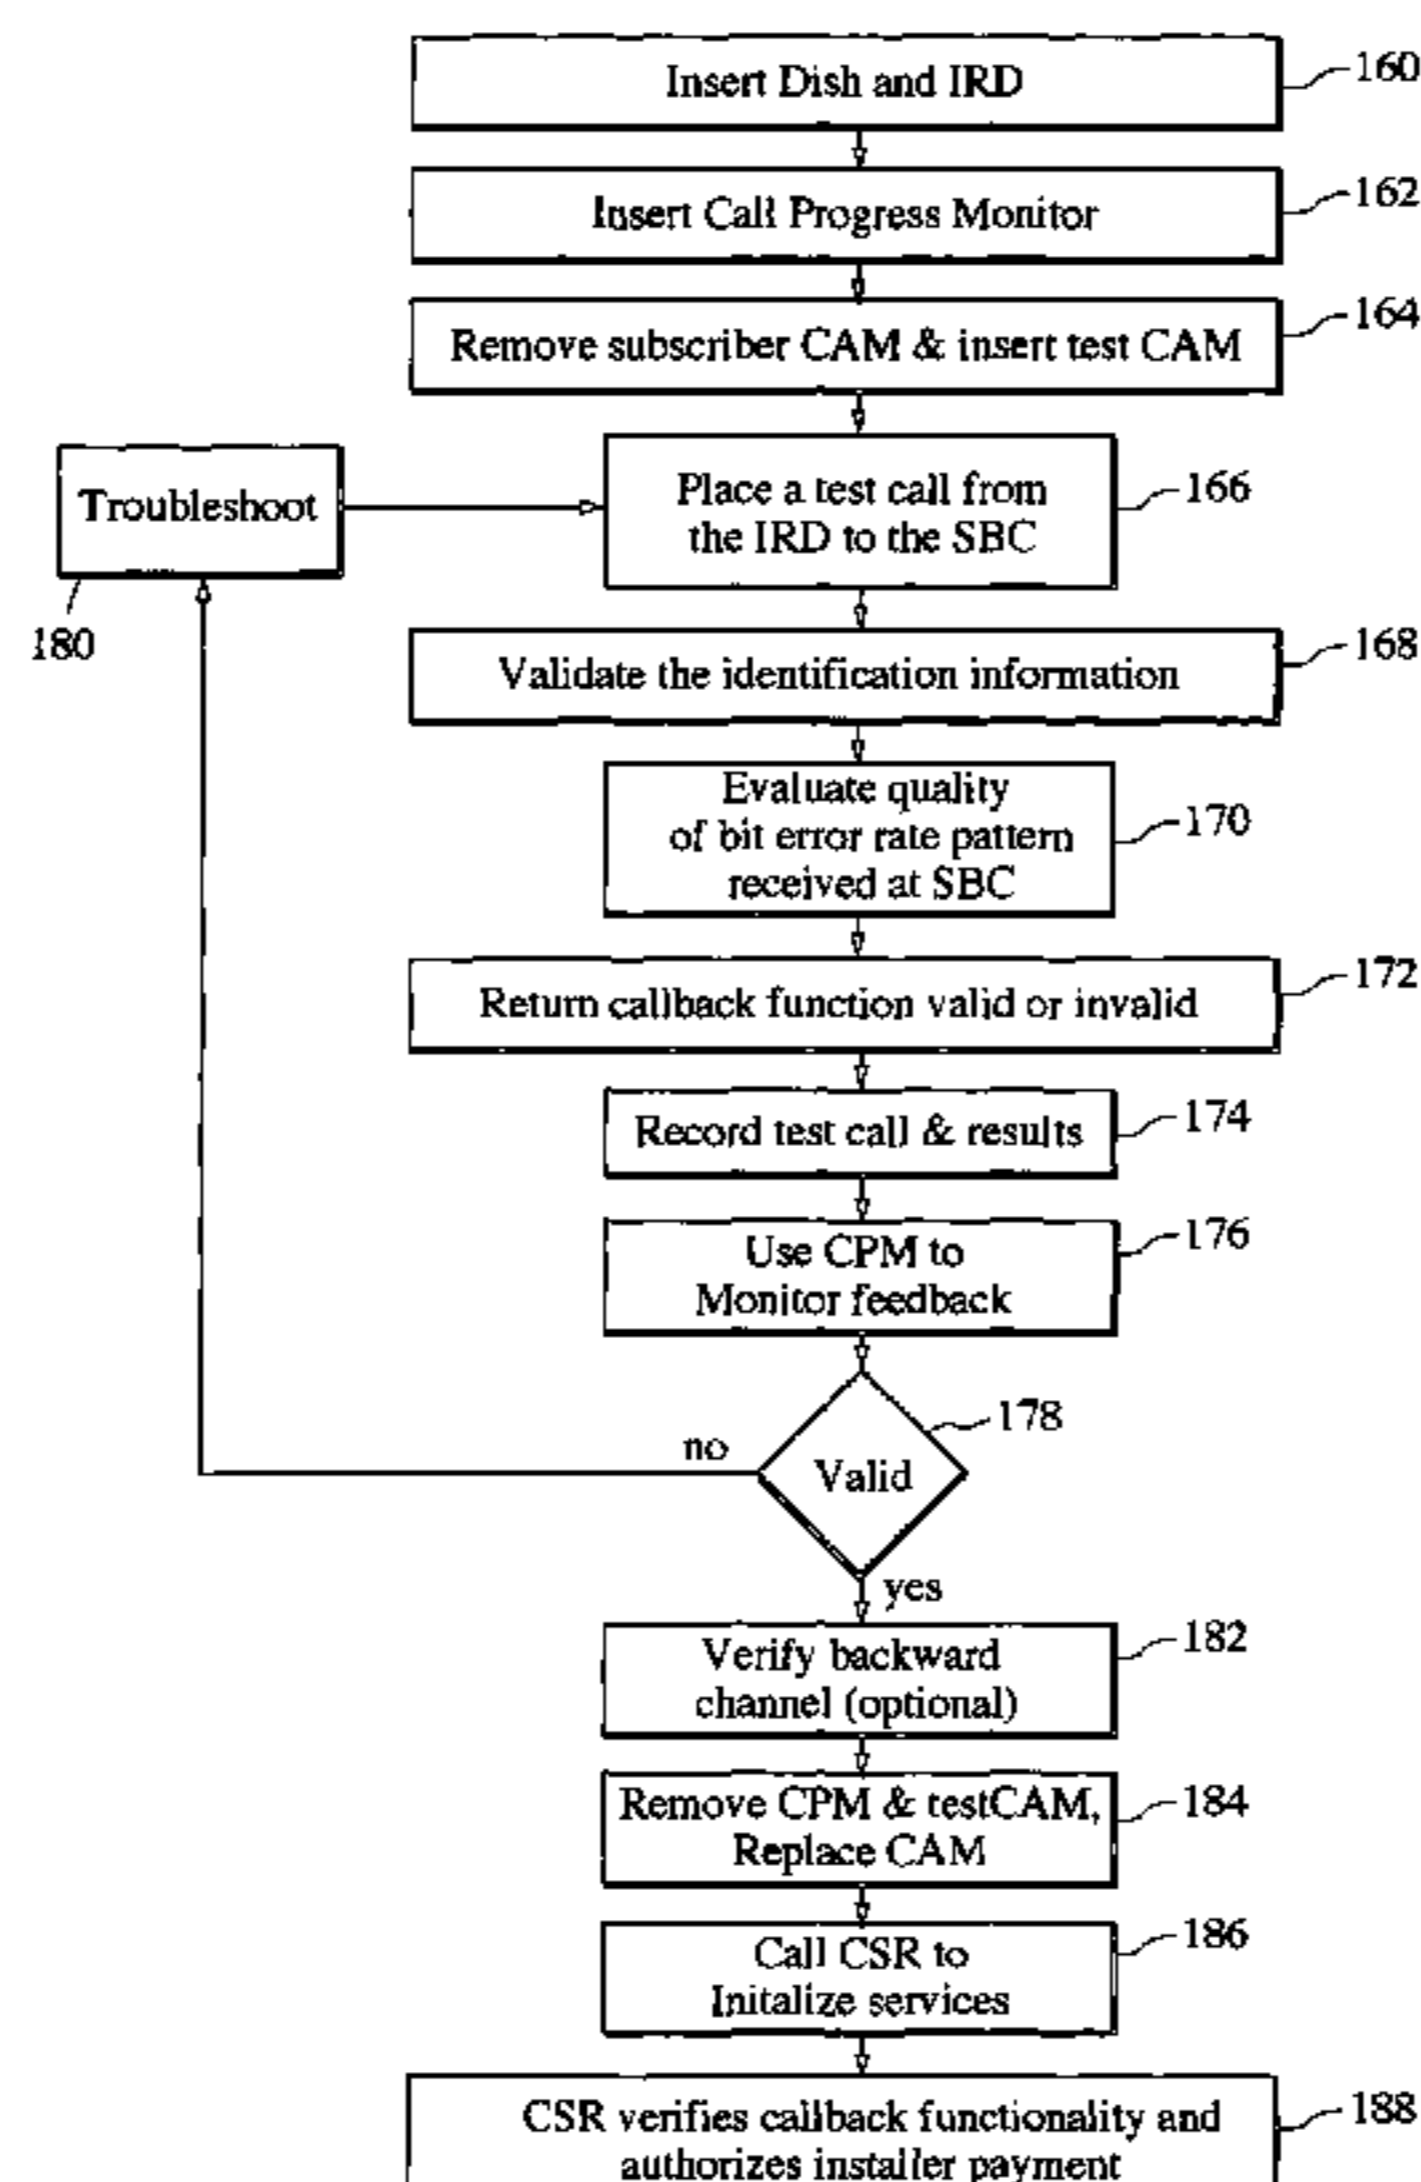 Insert Dish and IRD
160
Insert Call Progress Monitor
162
Remove subscriber CAM & insert test CAM
164
Troubleshoot
180
Place a test call from
the IRD to the SBC
166
Validate the identification information
168
Evaluate quality
of bit error rate pattern
received at SBC
170
Return callback function valid or invalid
172
Record test call & results
174
Use CPM to
Monitor feedback
176
Valid
178
no
yes
Verify backward
channel (optional)
182
Remove CPM & testCAM,
Replace CAM
184
Call CSR to
Initalize services
186
CSR verifies callback functionality and
authorizes installer payment
188